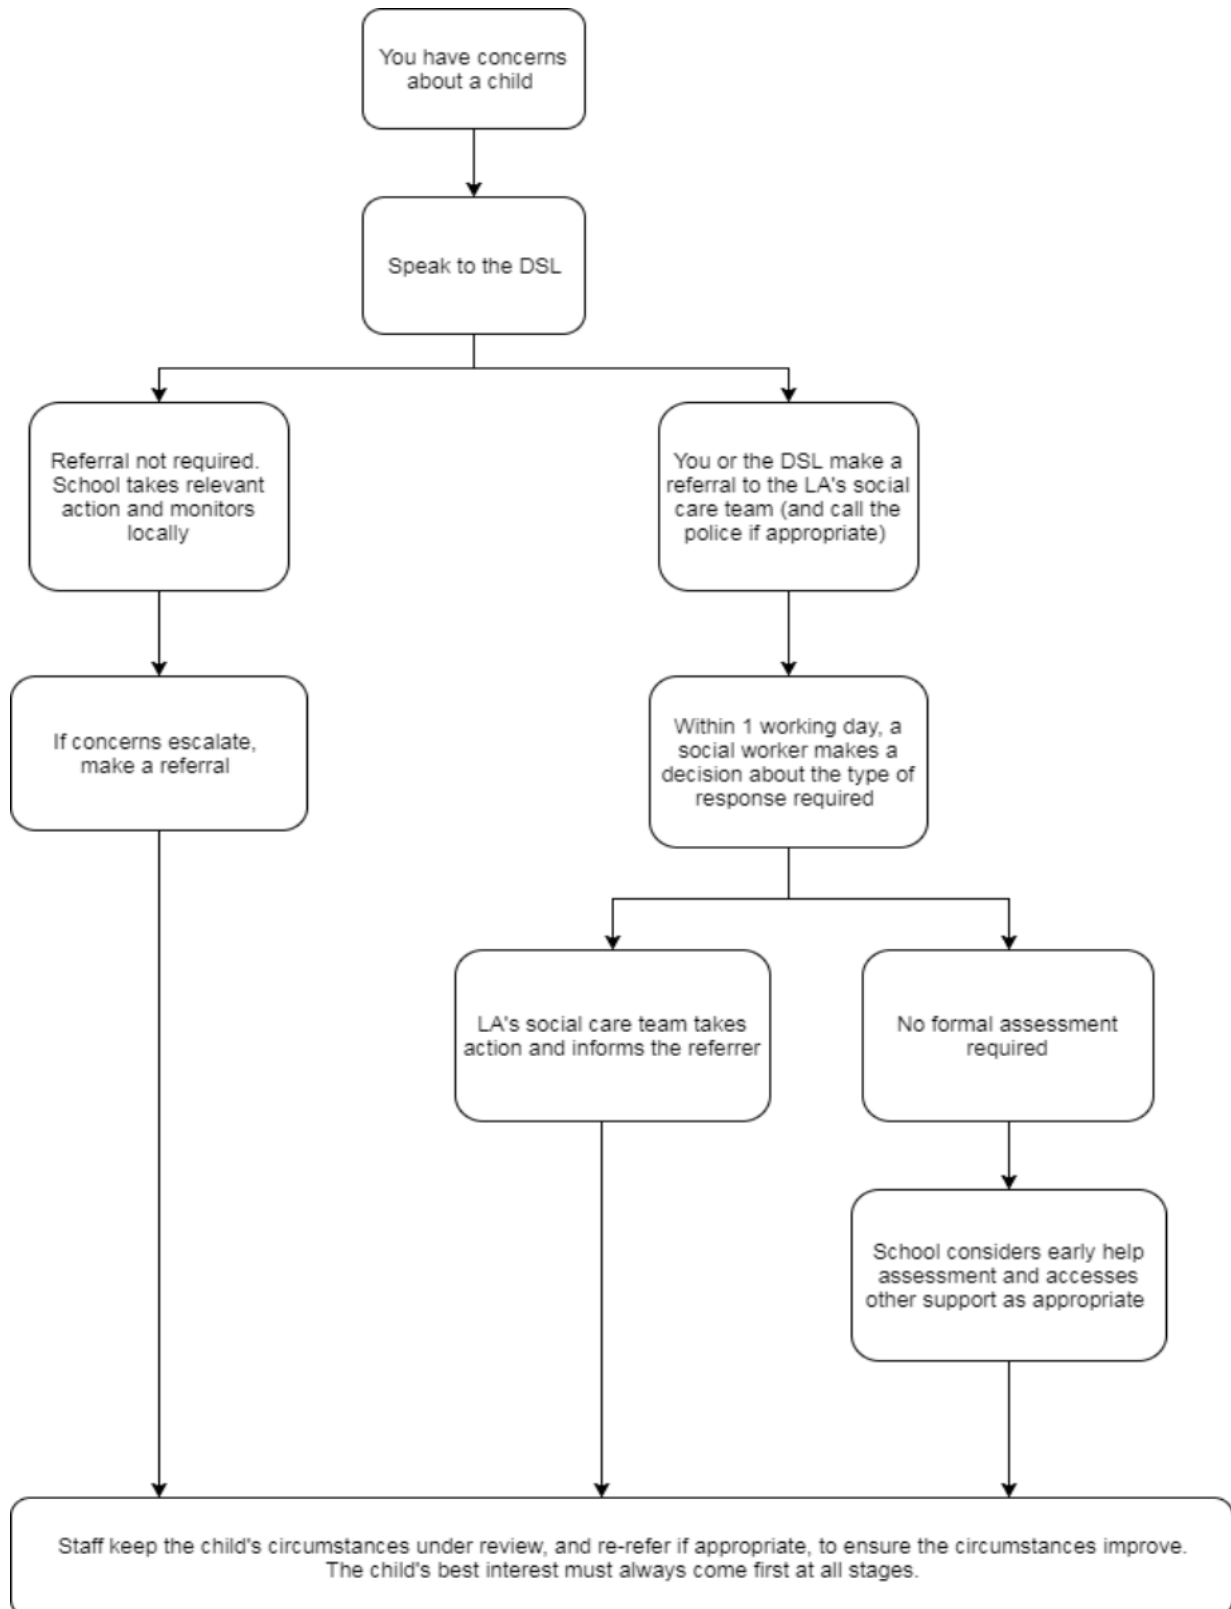 You have concerns
about a child
Speak to the DSL
Referral not required.
School takes relevant
action and monitors
locally
You or the DSL make a
referral to the LA's social
care team (and call the
police if appropriate)
If concerns escalate,
make a referral
Within 1 working day, a
social worker makes a
decision about the type of
response required
LA's social care team takes
action and informs the referrer
No formal assessment
required
School considers early help
assessment and accesses
other support as appropriate
Staff keep the child's circumstances under review, and re-refer if appropriate, to ensure the circumstances improve.
The child's best interest must always come first at all stages.